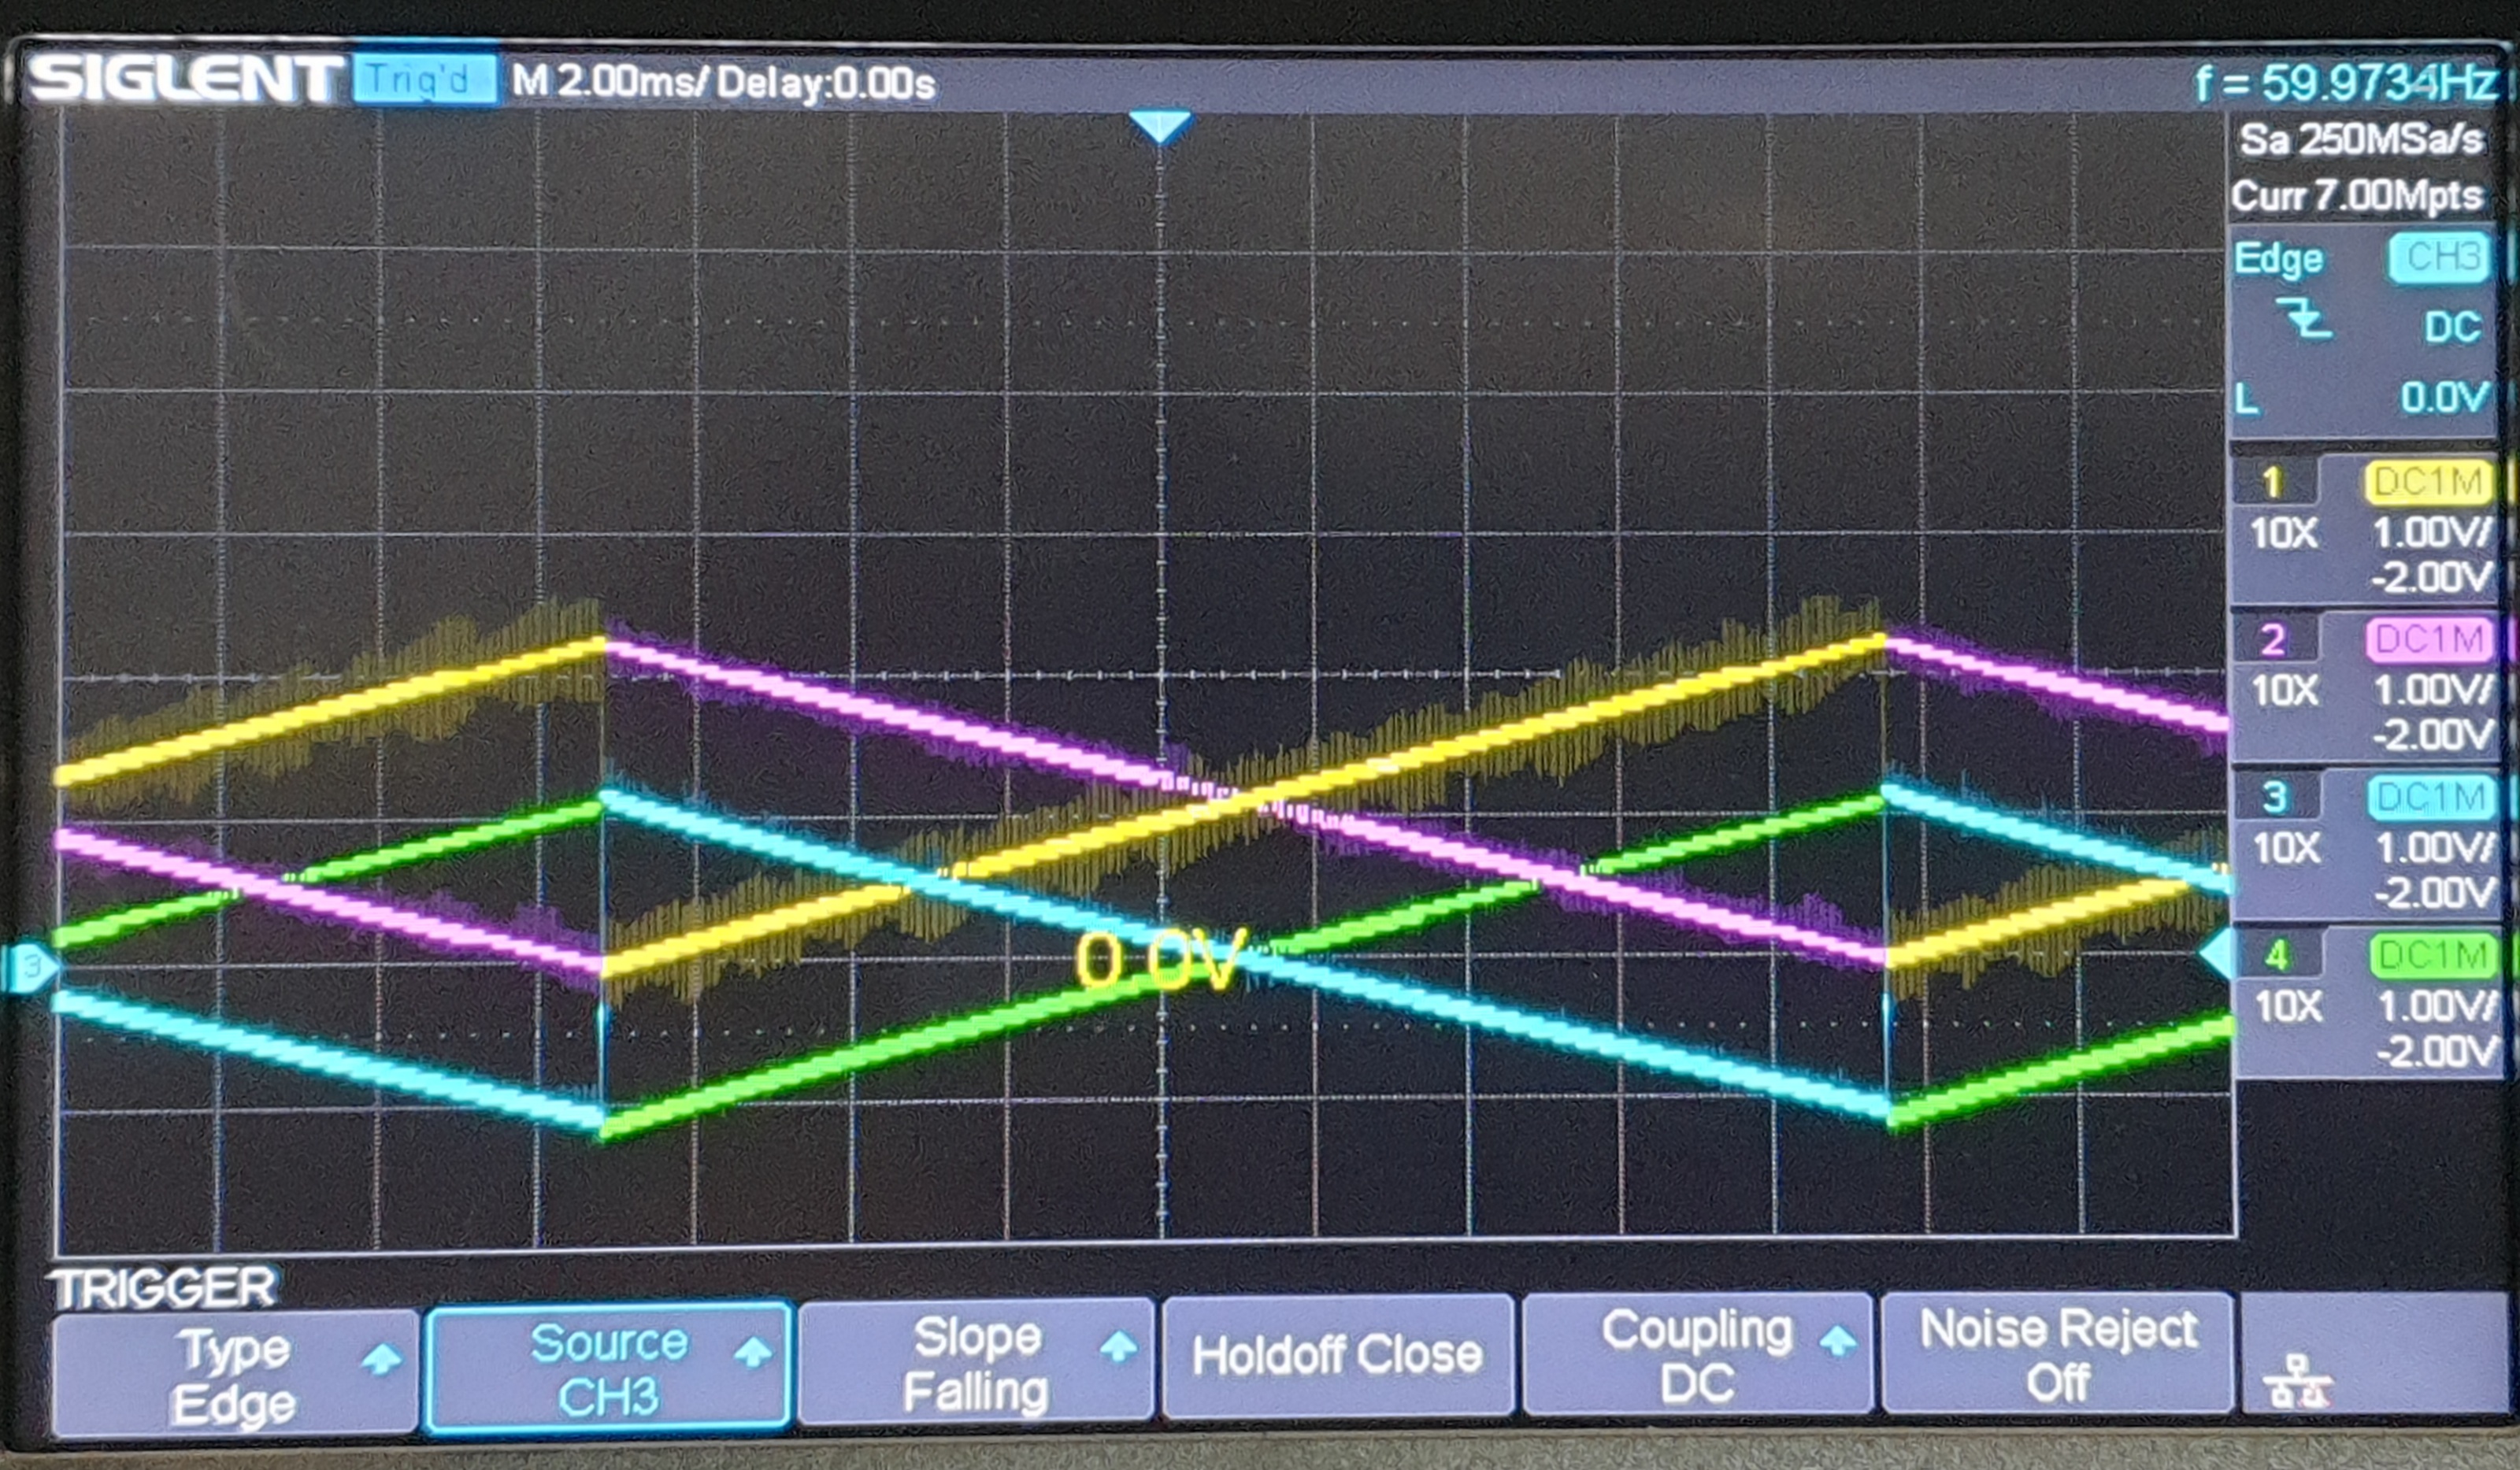 SIGLENT Trig'd M 2.00ms/ Delay:0.00s f = 59.9734Hz
Sa 250MSa/s
Curr 7.00Mpts
Edge CH3
DC
L 0.0V
1 DC1M
10X 1.00V/
-2.00V
2 DC1M
10X 1.00V/
-2.00V
3 DC1M
10X 1.00V/
-2.00V
4 DC1M
10X 1.00V/
-2.00V
3
0.0V
TRIGGER
Type
Edge
Source
CH3
Slope
Falling
Holdoff Close
Coupling
DC
Noise Reject
Off